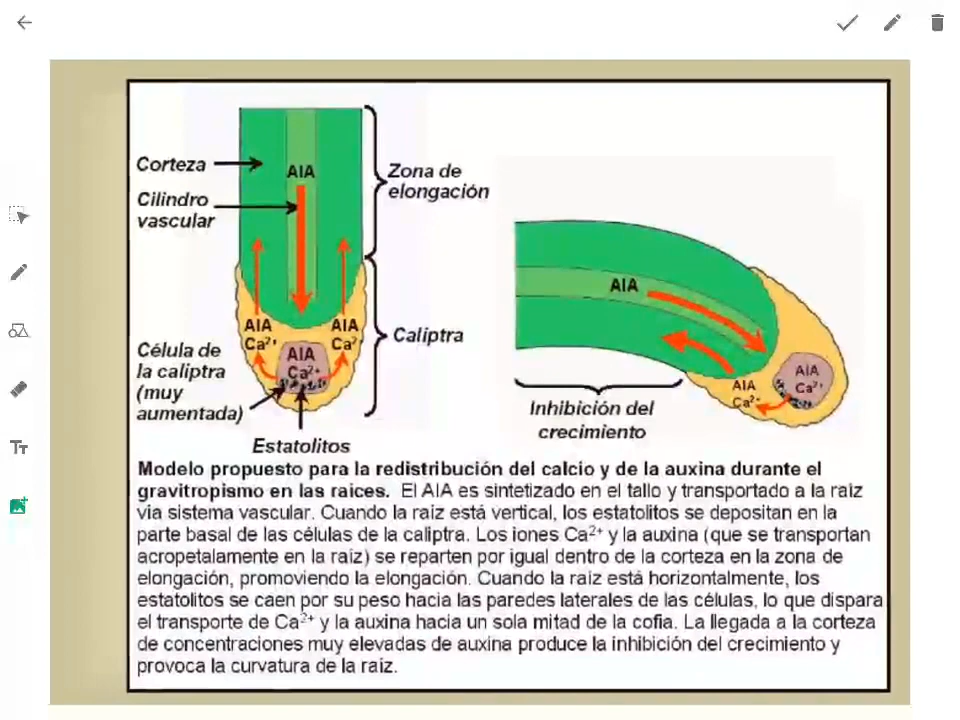 Corteza
AIA
Zona de
elongación
Cilindro
vascular
AIA
Ca²⁺
AIA
Ca²
AIA
Ca²⁺
Caliptra
Célula de
la caliptra
(muy
aumentada)
Estatolitos
AIA
AIA
Ca²⁺
AIA
Ca²⁺
Inhibición del
crecimiento
Modelo propuesto para la redistribución del calcio y de la auxina durante el
gravitropismo en las raíces. El AIA es sintetizado en el tallo y transportado a la raíz
via sistema vascular. Cuando la raíz está vertical, los estatolitos se depositan en la
parte basal de las células de la caliptra. Los iones Ca²⁺ y la auxina (que se transportan
acropetalamente en la raíz) se reparten por igual dentro de la corteza en la zona de
elongación, promoviendo la elongación. Cuando la raíz está horizontalmente, los
estatolitos se caen por su peso hacia las paredes laterales de las células, lo que dispara
el transporte de Ca²⁺ y la auxina hacia un sola mitad de la cofia. La llegada a la corteza
de concentraciones muy elevadas de auxina produce la inhibición del crecimiento y
provoca la curvatura de la raíz.
Tт